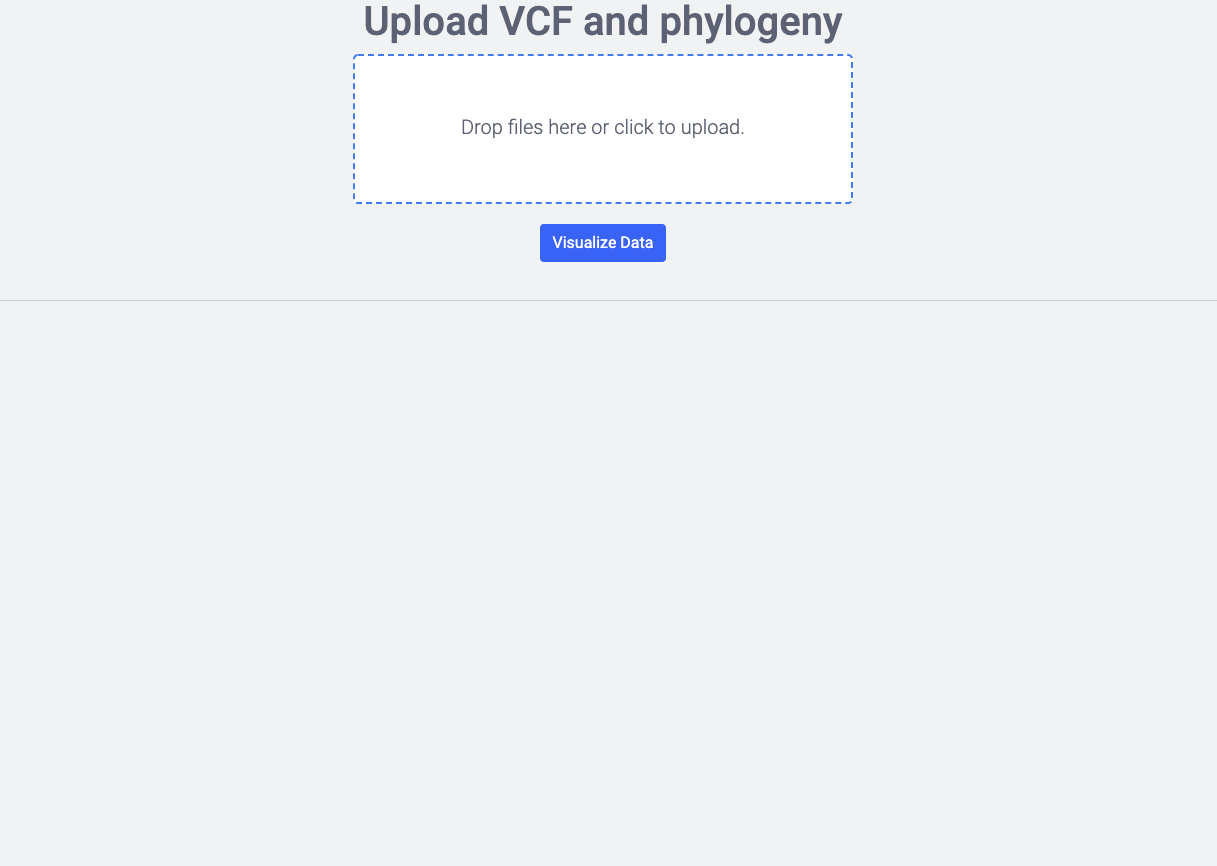 Upload VCF and phylogeny
Drop files here or click to upload.
Visualize Data